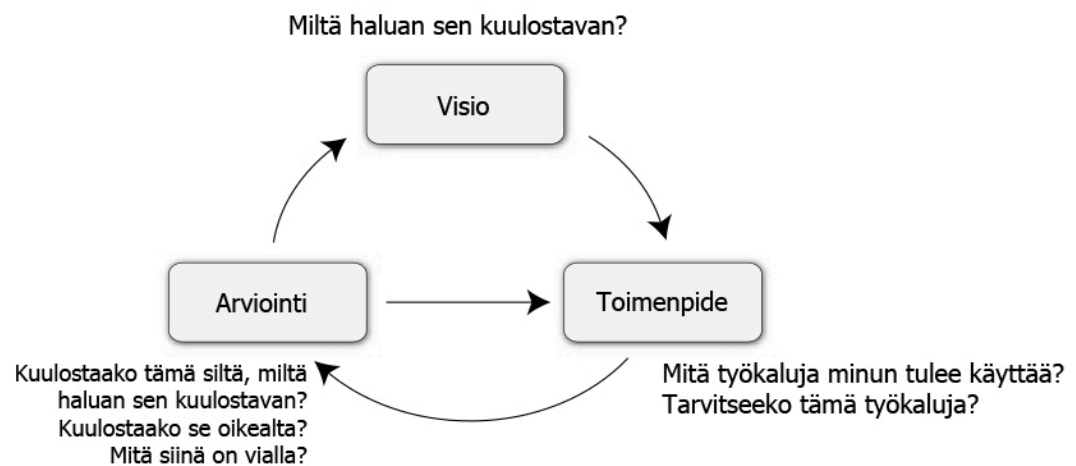 Miltä haluan sen kuulostavan?
Visio
Arviointi
Toimenpide
Kuulostaako tämä siltä, miltä
haluan sen kuulostavan?
Kuulostaako se oikealta?
Mitä siinä on vialla?
Mitä työkaluja minun tulee käyttää?
Tarvitseeko tämä työkaluja?